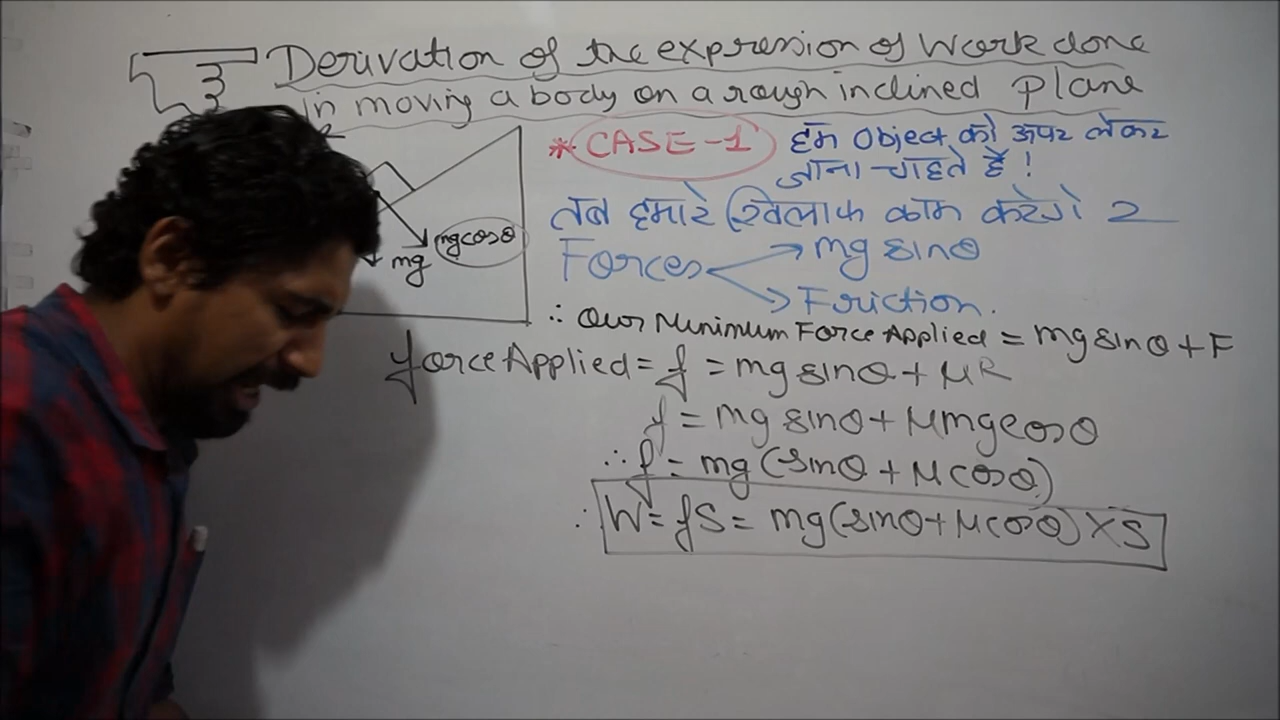 Derivation of the expression of Work done
in moving a body on a rough inclined plane
* CASE-1 हम Object को ऊपर लेकर
जाना चाहते हैं !
तब हमारे खिलाफ काम करेगे 2
Forces
mg sinθ
Friction.
mg cosθ
mg
∴ Our Minimum Force Applied = mg sinθ + F
force Applied = f = mg sinθ + μR
f = mg sinθ + μmg cosθ
∴ f = mg (sinθ + μ cosθ)
∴ W = fS = mg (sinθ + μ cosθ) × S